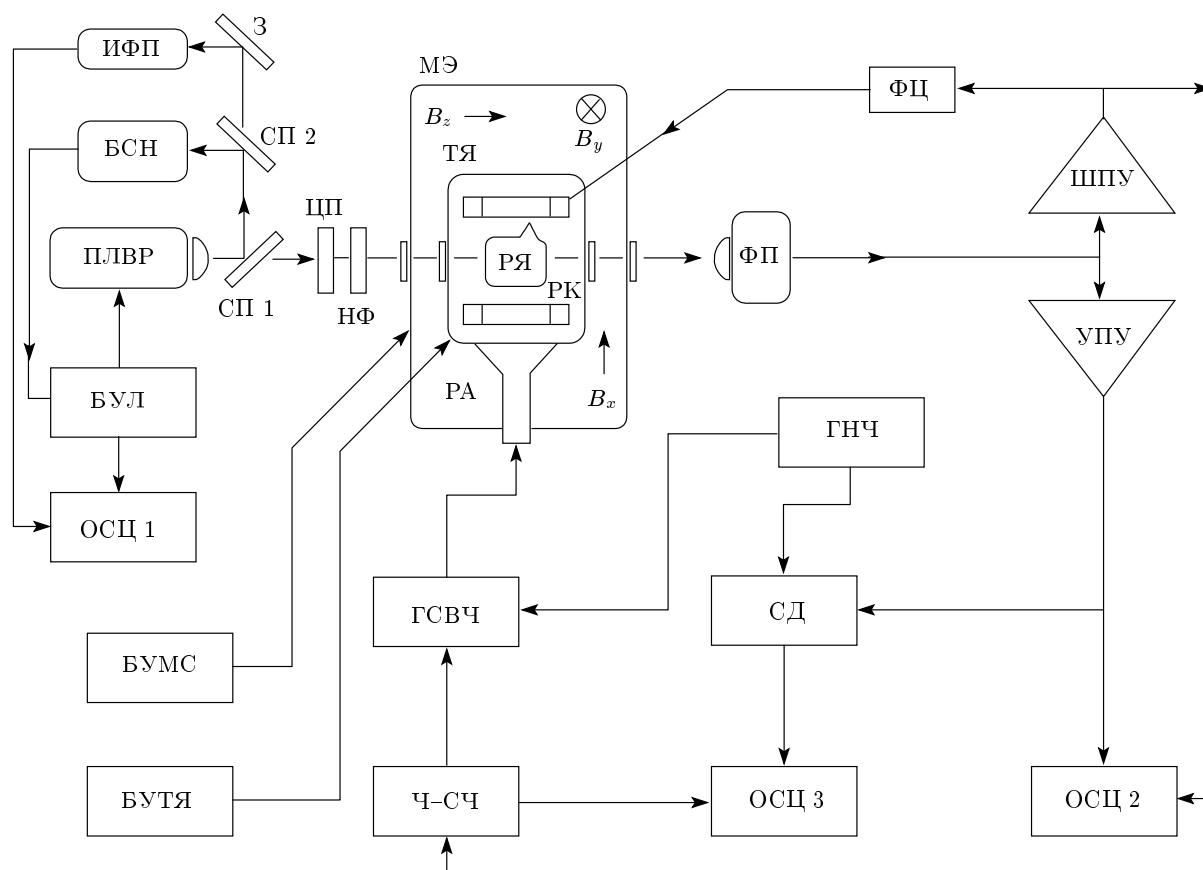 З
ИФП
МЭ
ФЦ
B_z
СП 2
B_y
БСН
ТЯ
ШПУ
ЦП
ПЛВР
РЯ
ФП
РК
СП 1
НФ
УПУ
РА
B_x
БУЛ
ГНЧ
ОСЦ 1
ГСВЧ
СД
БУМС
БУТЯ
Ч–СЧ
ОСЦ 3
ОСЦ 2